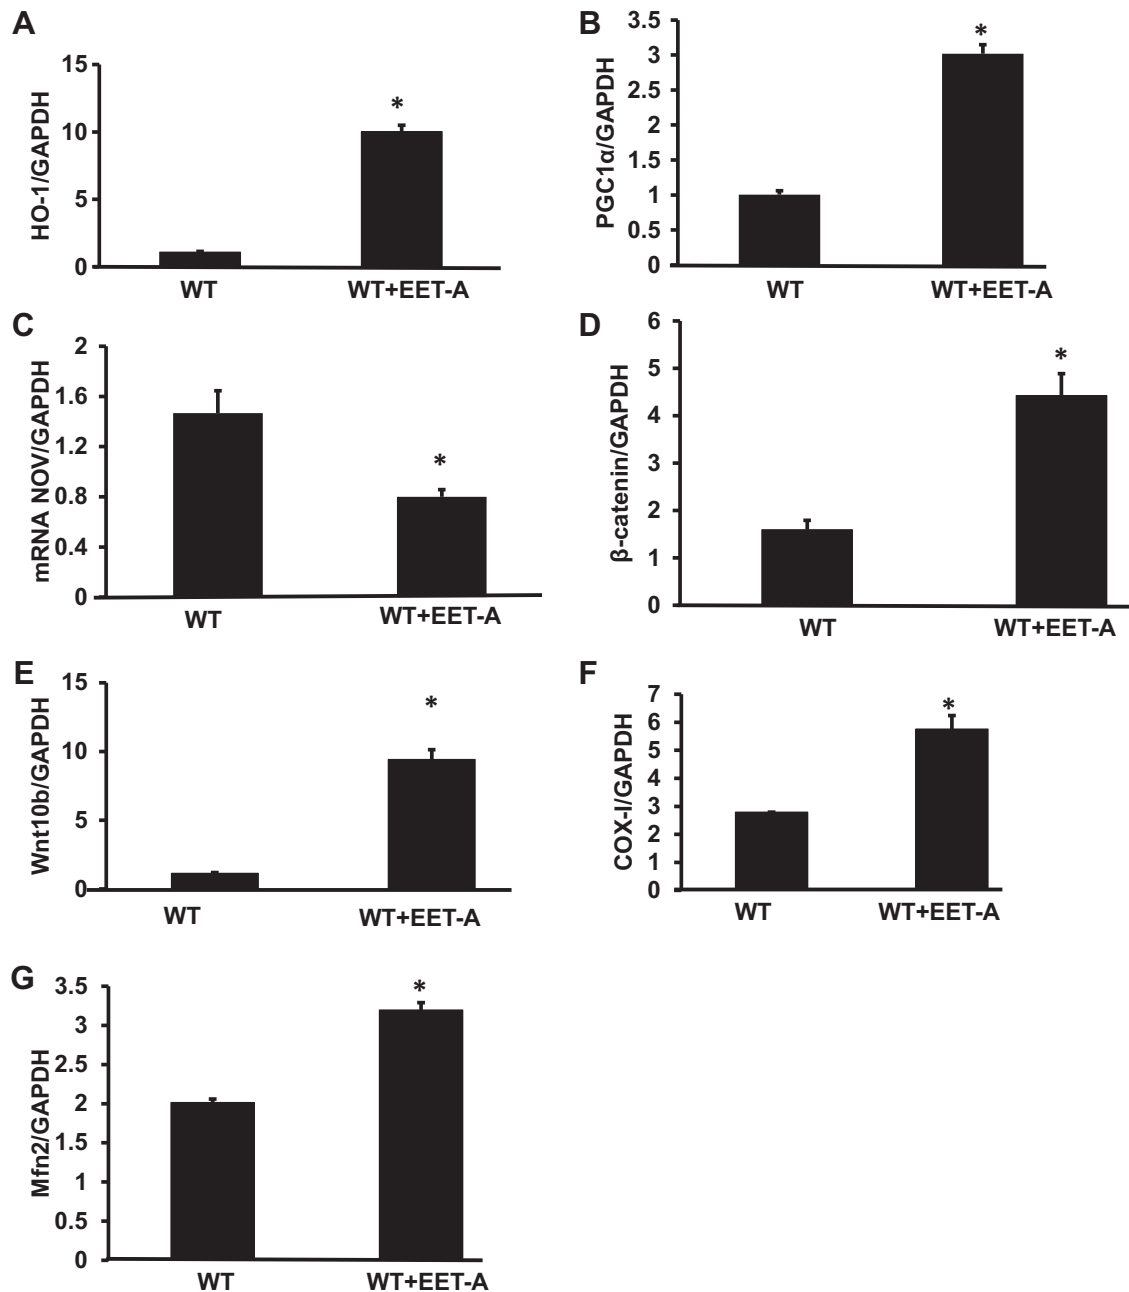 A
HO-1/GAPDH
15
10
5
0
*
WT
WT+EET-A
B
PGC1α/GAPDH
3.5
3
2.5
2
1.5
1
0.5
0
*
WT
WT+EET-A
C
mRNA NOV/GAPDH
2
1.6
1.2
0.8
0.4
0
*
WT
WT+EET-A
D
β-catenin/GAPDH
6
5
4
3
2
1
0
*
WT
WT+EET-A
E
Wnt10b/GAPDH
15
10
5
0
*
WT
WT+EET-A
F
COX-I/GAPDH
7
6
5
4
3
2
1
0
*
WT
WT+EET-A
G
Mfn2/GAPDH
3.5
3
2.5
2
1.5
1
0.5
0
*
WT
WT+EET-A